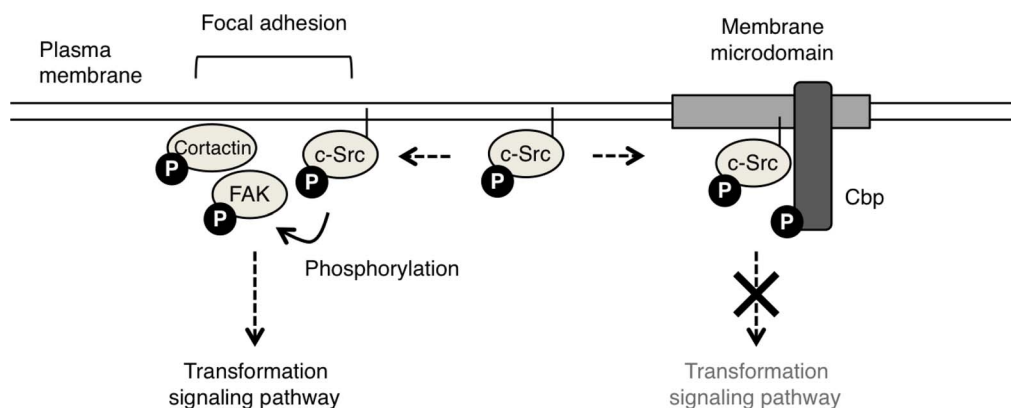 Focal adhesion
Plasma
membrane
Membrane
microdomain
Cortactin
P
c-Src
P
FAK
P
c-Src
P
c-Src
P
P
Cbp
Phosphorylation
Transformation
signaling pathway
Transformation
signaling pathway